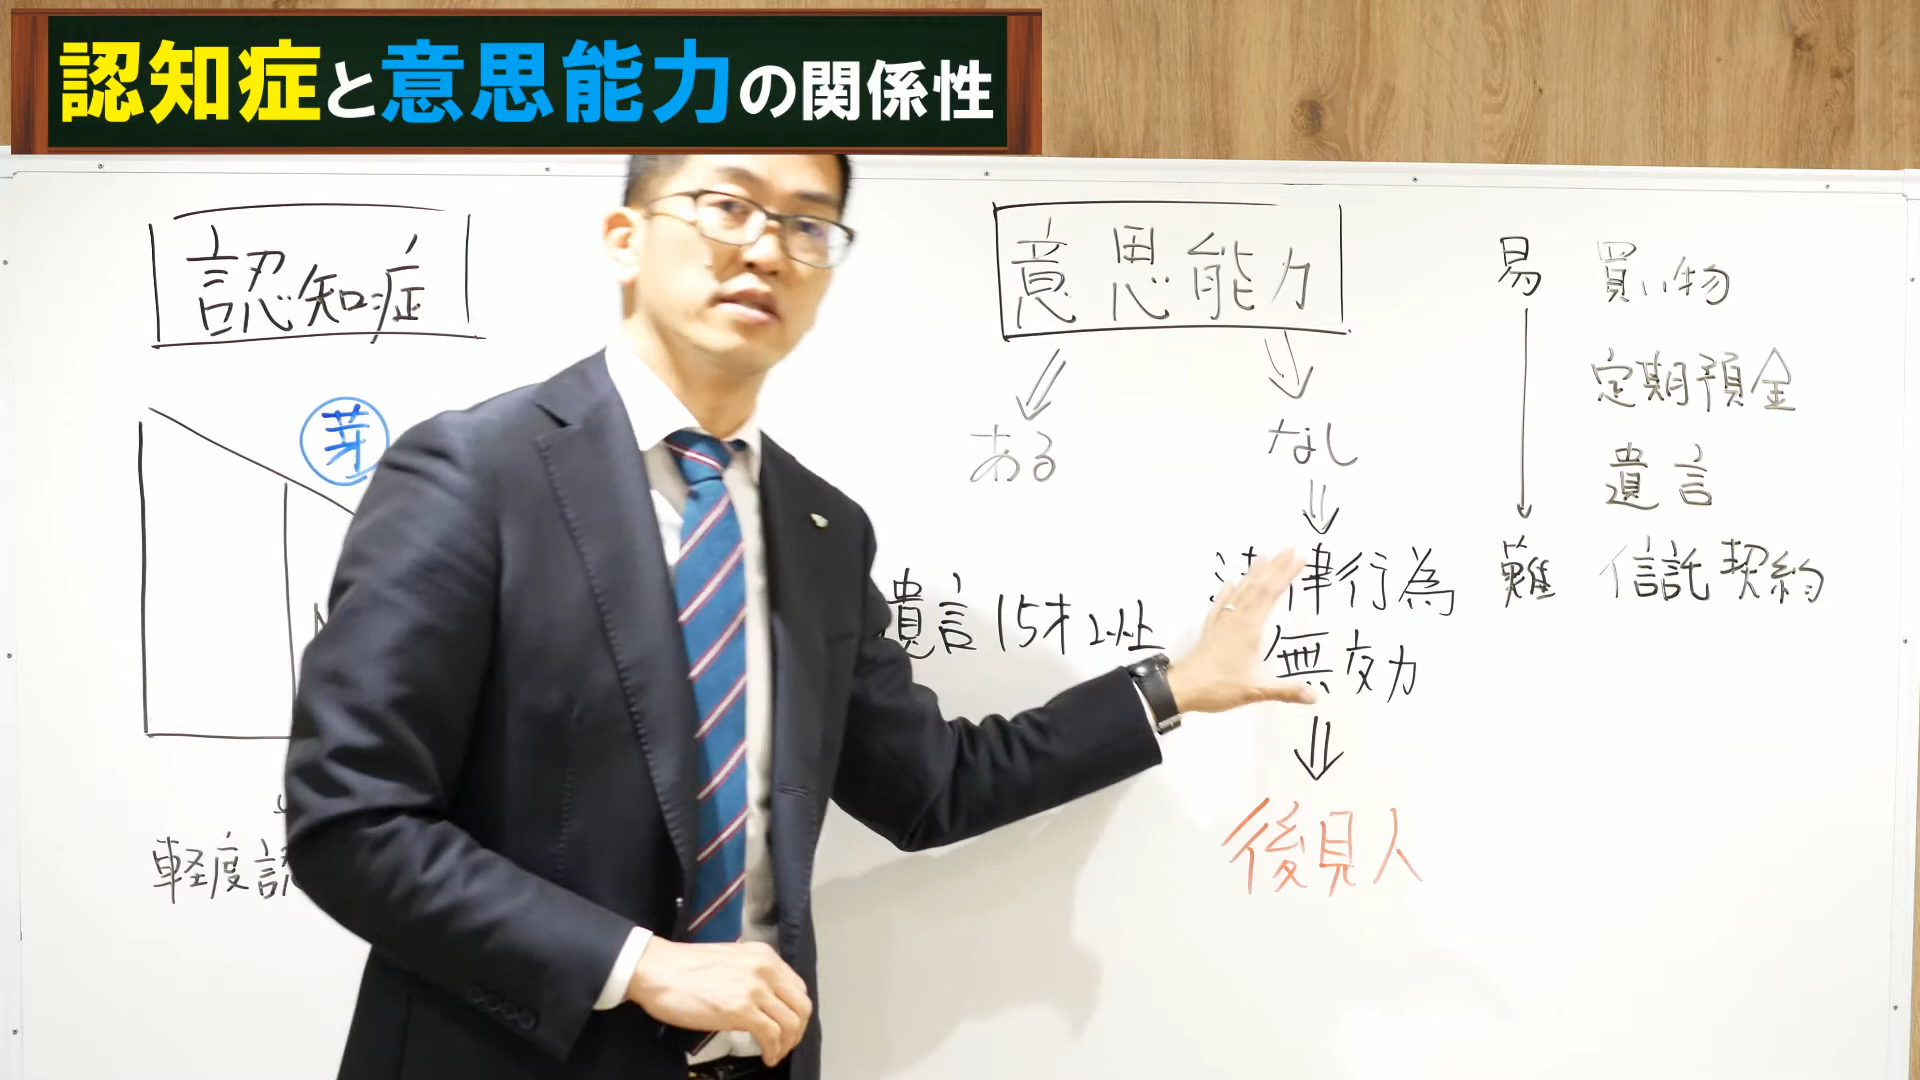 認知症と意思能力の関係性
認知症
芽
軽度認
意思能力
ある
なし
遺言15才以上
法律行為
無効力
後見人
易 買い物
定期預金
遺言
難 信託契約